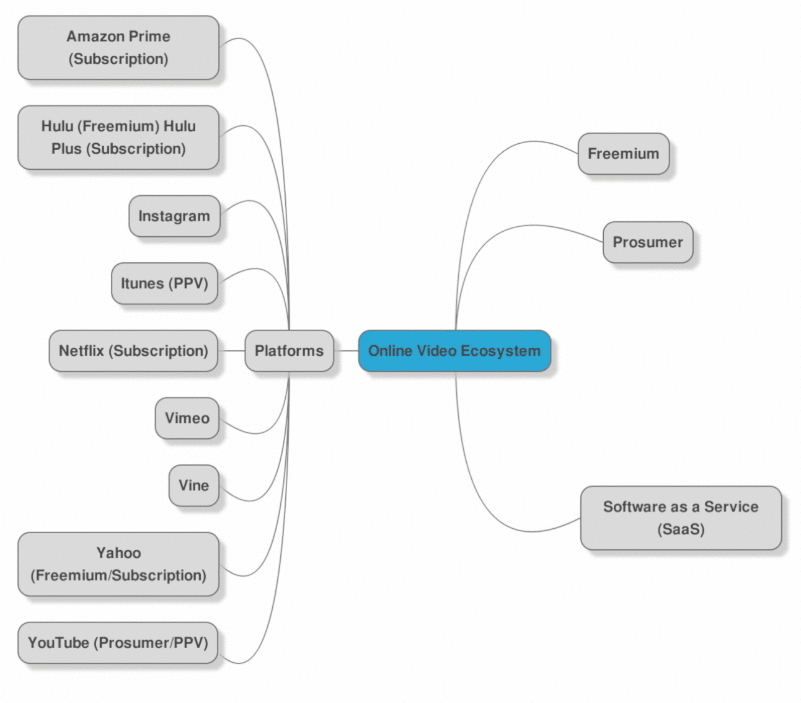 Amazon Prime
(Subscription)
Hulu (Freemium) Hulu
Plus (Subscription)
Instagram
Itunes (PPV)
Netflix (Subscription)
Vimeo
Vine
Yahoo
(Freemium/Subscription)
YouTube (Prosumer/PPV)
Platforms
Online Video Ecosystem
Freemium
Prosumer
Software as a Service
(SaaS)